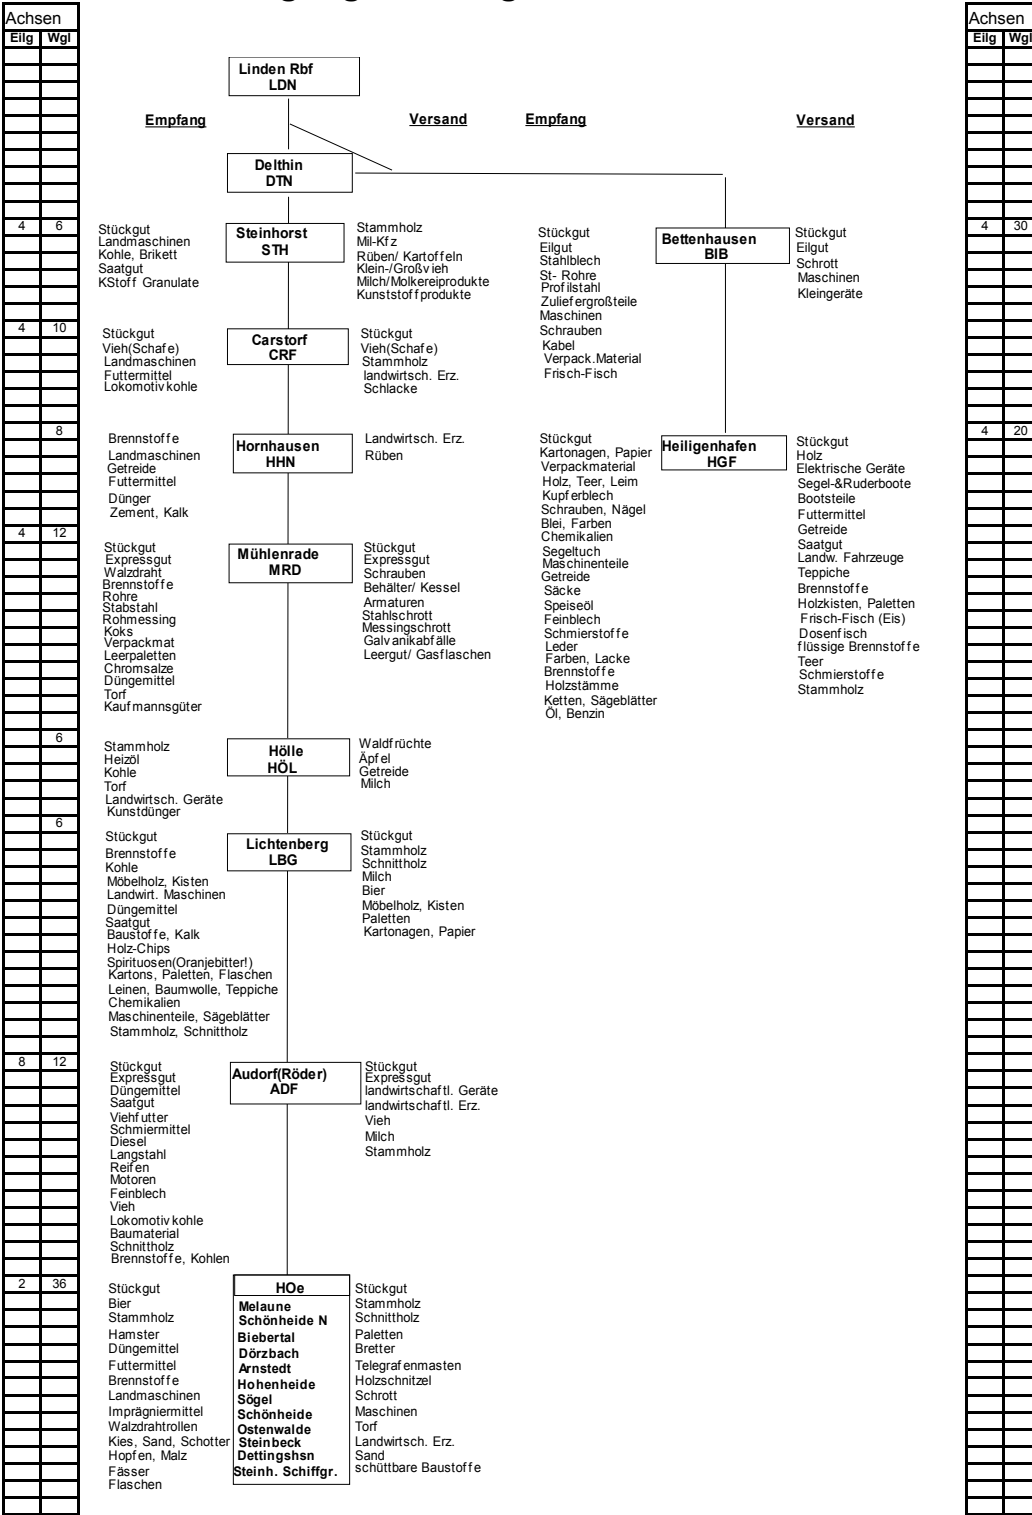 Achsen
Eilg Wgl
Achsen
Eilg Wgl
Linden Rbf
LDN
Empfang
Versand
Empfang
Versand
Delthin
DTN
4 6
Stückgut
Landmaschinen
Kohle, Brikett
Saatgut
KStoff Granulate
Steinhorst
STH
Stammholz
Mil-Kfz
Rüben/ Kartoffeln
Klein-/Großvieh
Milch/Molkereiprodukte
Kunststoffprodukte
Stückgut
Eilgut
Stahlblech
St- Rohre
Profilstahl
Zuliefergroßteile
Maschinen
Schrauben
Kabel
Verpack.Material
Frisch-Fisch
Bettenhausen
BIB
Stückgut
Eilgut
Schrott
Maschinen
Kleingeräte
4 30
4 10
Stückgut
Vieh(Schafe)
Landmaschinen
Futtermittel
Lokomotivkohle
Carstorf
CRF
Stückgut
Vieh(Schafe)
Stammholz
landwirtsch. Erz.
Schlacke
8
Brennstoffe
Landmaschinen
Getreide
Futtermittel
Dünger
Zement, Kalk
Hornhausen
HHN
Landwirtsch. Erz.
Rüben
Stückgut
Kartonagen, Papier
Verpackmaterial
Holz, Teer, Leim
Kupferblech
Schrauben, Nägel
Blei, Farben
Chemikalien
Segeltuch
Maschinenteile
Getreide
Säcke
Speiseöl
Feinblech
Schmierstoffe
Leder
Farben, Lacke
Brennstoffe
Holzstämme
Ketten, Sägeblätter
Öl, Benzin
Heiligenhafen
HGF
Stückgut
Holz
Elektrische Geräte
Segel-&Ruderboote
Bootsteile
Futtermittel
Getreide
Saatgut
Landw. Fahrzeuge
Teppiche
Brennstoffe
Holzkisten, Paletten
Frisch-Fisch (Eis)
Dosenfisch
flüssige Brennstoffe
Teer
Schmierstoffe
Stammholz
4 20
4 12
Stückgut
Expressgut
Walzdraht
Brennstoffe
Rohre
Stabstahl
Rohmessing
Koks
Verpackmat
Leerpaletten
Chromsalze
Düngemittel
Torf
Kaufmannsgüter
Mühlenrade
MRD
Stückgut
Expressgut
Schrauben
Behälter/ Kessel
Armaturen
Stahlschrott
Messingschrott
Galvanikabfälle
Leergut/ Gasflaschen
6
Stammholz
Heizöl
Kohle
Torf
Landwirtsch. Geräte
Kunstdünger
Hölle
HÖL
Waldfrüchte
Äpfel
Getreide
Milch
6
Stückgut
Brennstoffe
Kohle
Möbelholz, Kisten
Landwirt. Maschinen
Düngemittel
Saatgut
Baustoffe, Kalk
Holz-Chips
Spirituosen(Oranjebitter!)
Kartons, Paletten, Flaschen
Leinen, Baumwolle, Teppiche
Chemikalien
Maschinenteile, Sägeblätter
Stammholz, Schnittholz
Lichtenberg
LBG
Stückgut
Stammholz
Schnittholz
Milch
Bier
Möbelholz, Kisten
Paletten
Kartonagen, Papier
8 12
Stückgut
Expressgut
Düngemittel
Saatgut
Viehfutter
Schmiermittel
Diesel
Langstahl
Reifen
Motoren
Feinblech
Vieh
Lokomotivkohle
Baumaterial
Schnittholz
Brennstoffe, Kohlen
Audorf(Röder)
ADF
Stückgut
Expressgut
landwirtschaftl. Geräte
landwirtschaftl. Erz.
Vieh
Milch
Stammholz
2 36
Stückgut
Bier
Stammholz
Hamster
Düngemittel
Futtermittel
Brennstoffe
Landmaschinen
Imprägniermittel
Walzdrahtrollen
Kies, Sand, Schotter
Hopfen, Malz
Fässer
Flaschen
HOe
Melaune
Schönheide N
Biebertal
Dörzbach
Arnstedt
Hohenheide
Sögel
Schönheide
Ostenwalde
Steinbeck
Dettingshsn
Steinh. Schiffgr.
Stückgut
Stammholz
Schnittholz
Paletten
Bretter
Telegrafenmasten
Holzschnitzel
Schrott
Maschinen
Torf
Landwirtsch. Erz.
Sand
schüttbare Baustoffe